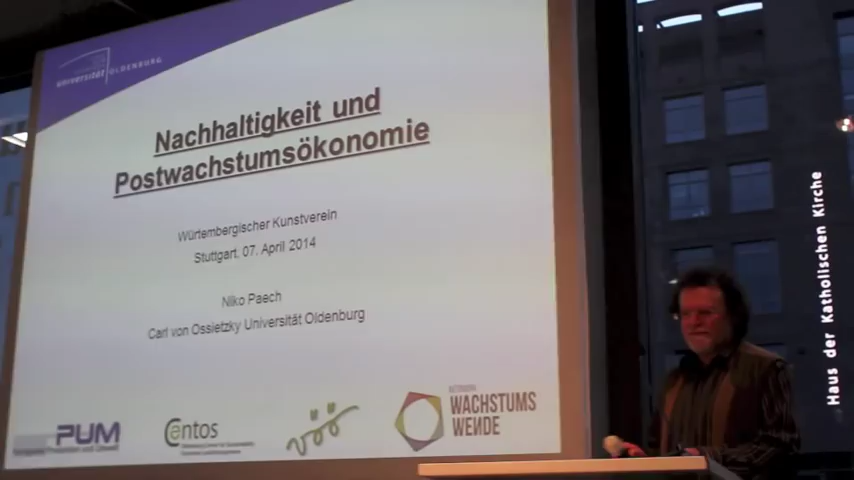 universität OLDENBURG
Nachhaltigkeit und
Postwachstumsökonomie
Würtembergischer Kunstverein
Stuttgart, 07. April 2014
Niko Paech
Carl von Ossietzky Universität Oldenburg
PUM
Centos
vöö
WACHSTUMS
WENDE
Haus der Katholischen Kirche